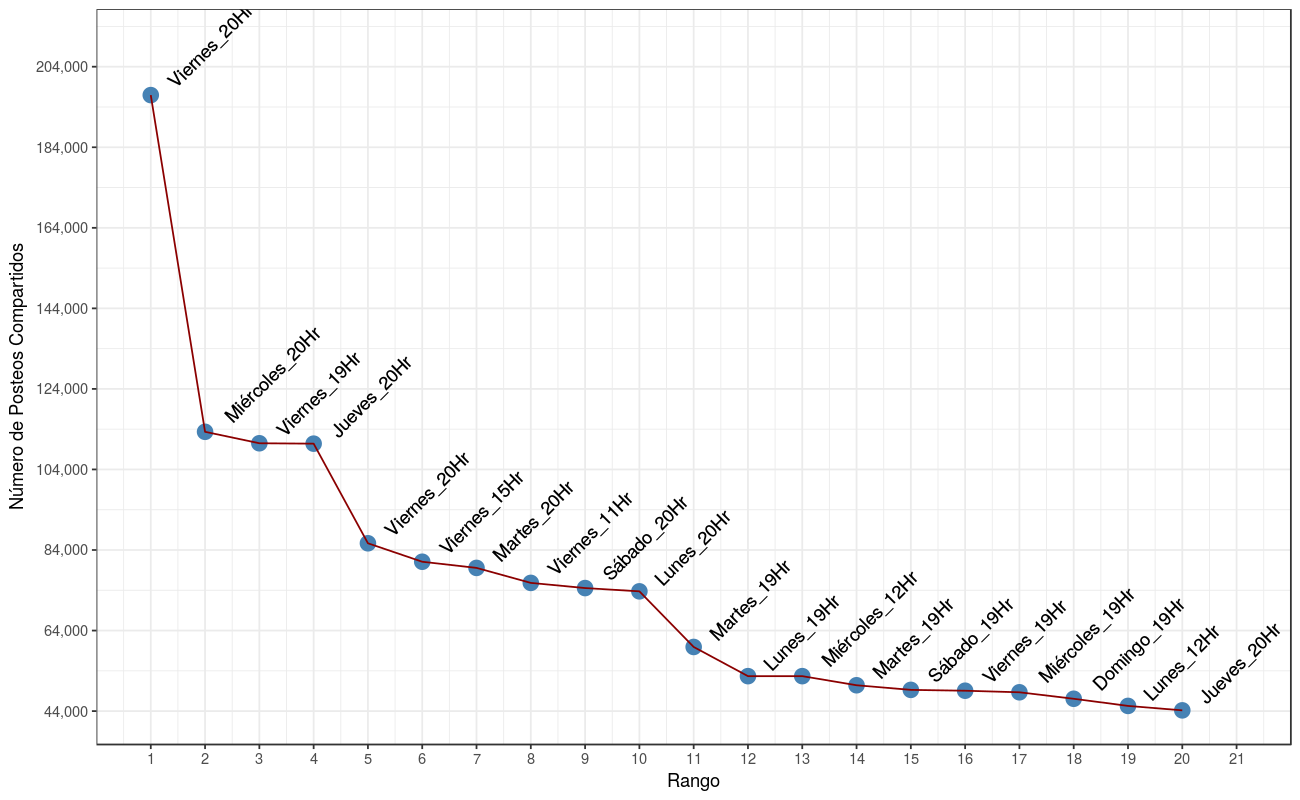 Número de Posteos Compartidos
204,000
184,000
164,000
144,000
124,000
104,000
84,000
64,000
44,000
Viernes_20Hr
Miércoles_20Hr
Viernes_19Hr
Jueves_20Hr
Viernes_20Hr
Viernes_15Hr
Martes_20Hr
Viernes_11Hr
Sábado_20Hr
Lunes_20Hr
Martes_19Hr
Lunes_19Hr
Miércoles_12Hr
Martes_19Hr
Sábado_19Hr
Viernes_19Hr
Miércoles_19Hr
Domingo_19Hr
Lunes_12Hr
Jueves_20Hr
1 2 3 4 5 6 7 8 9 10 11 12 13 14 15 16 17 18 19 20 21
Rango